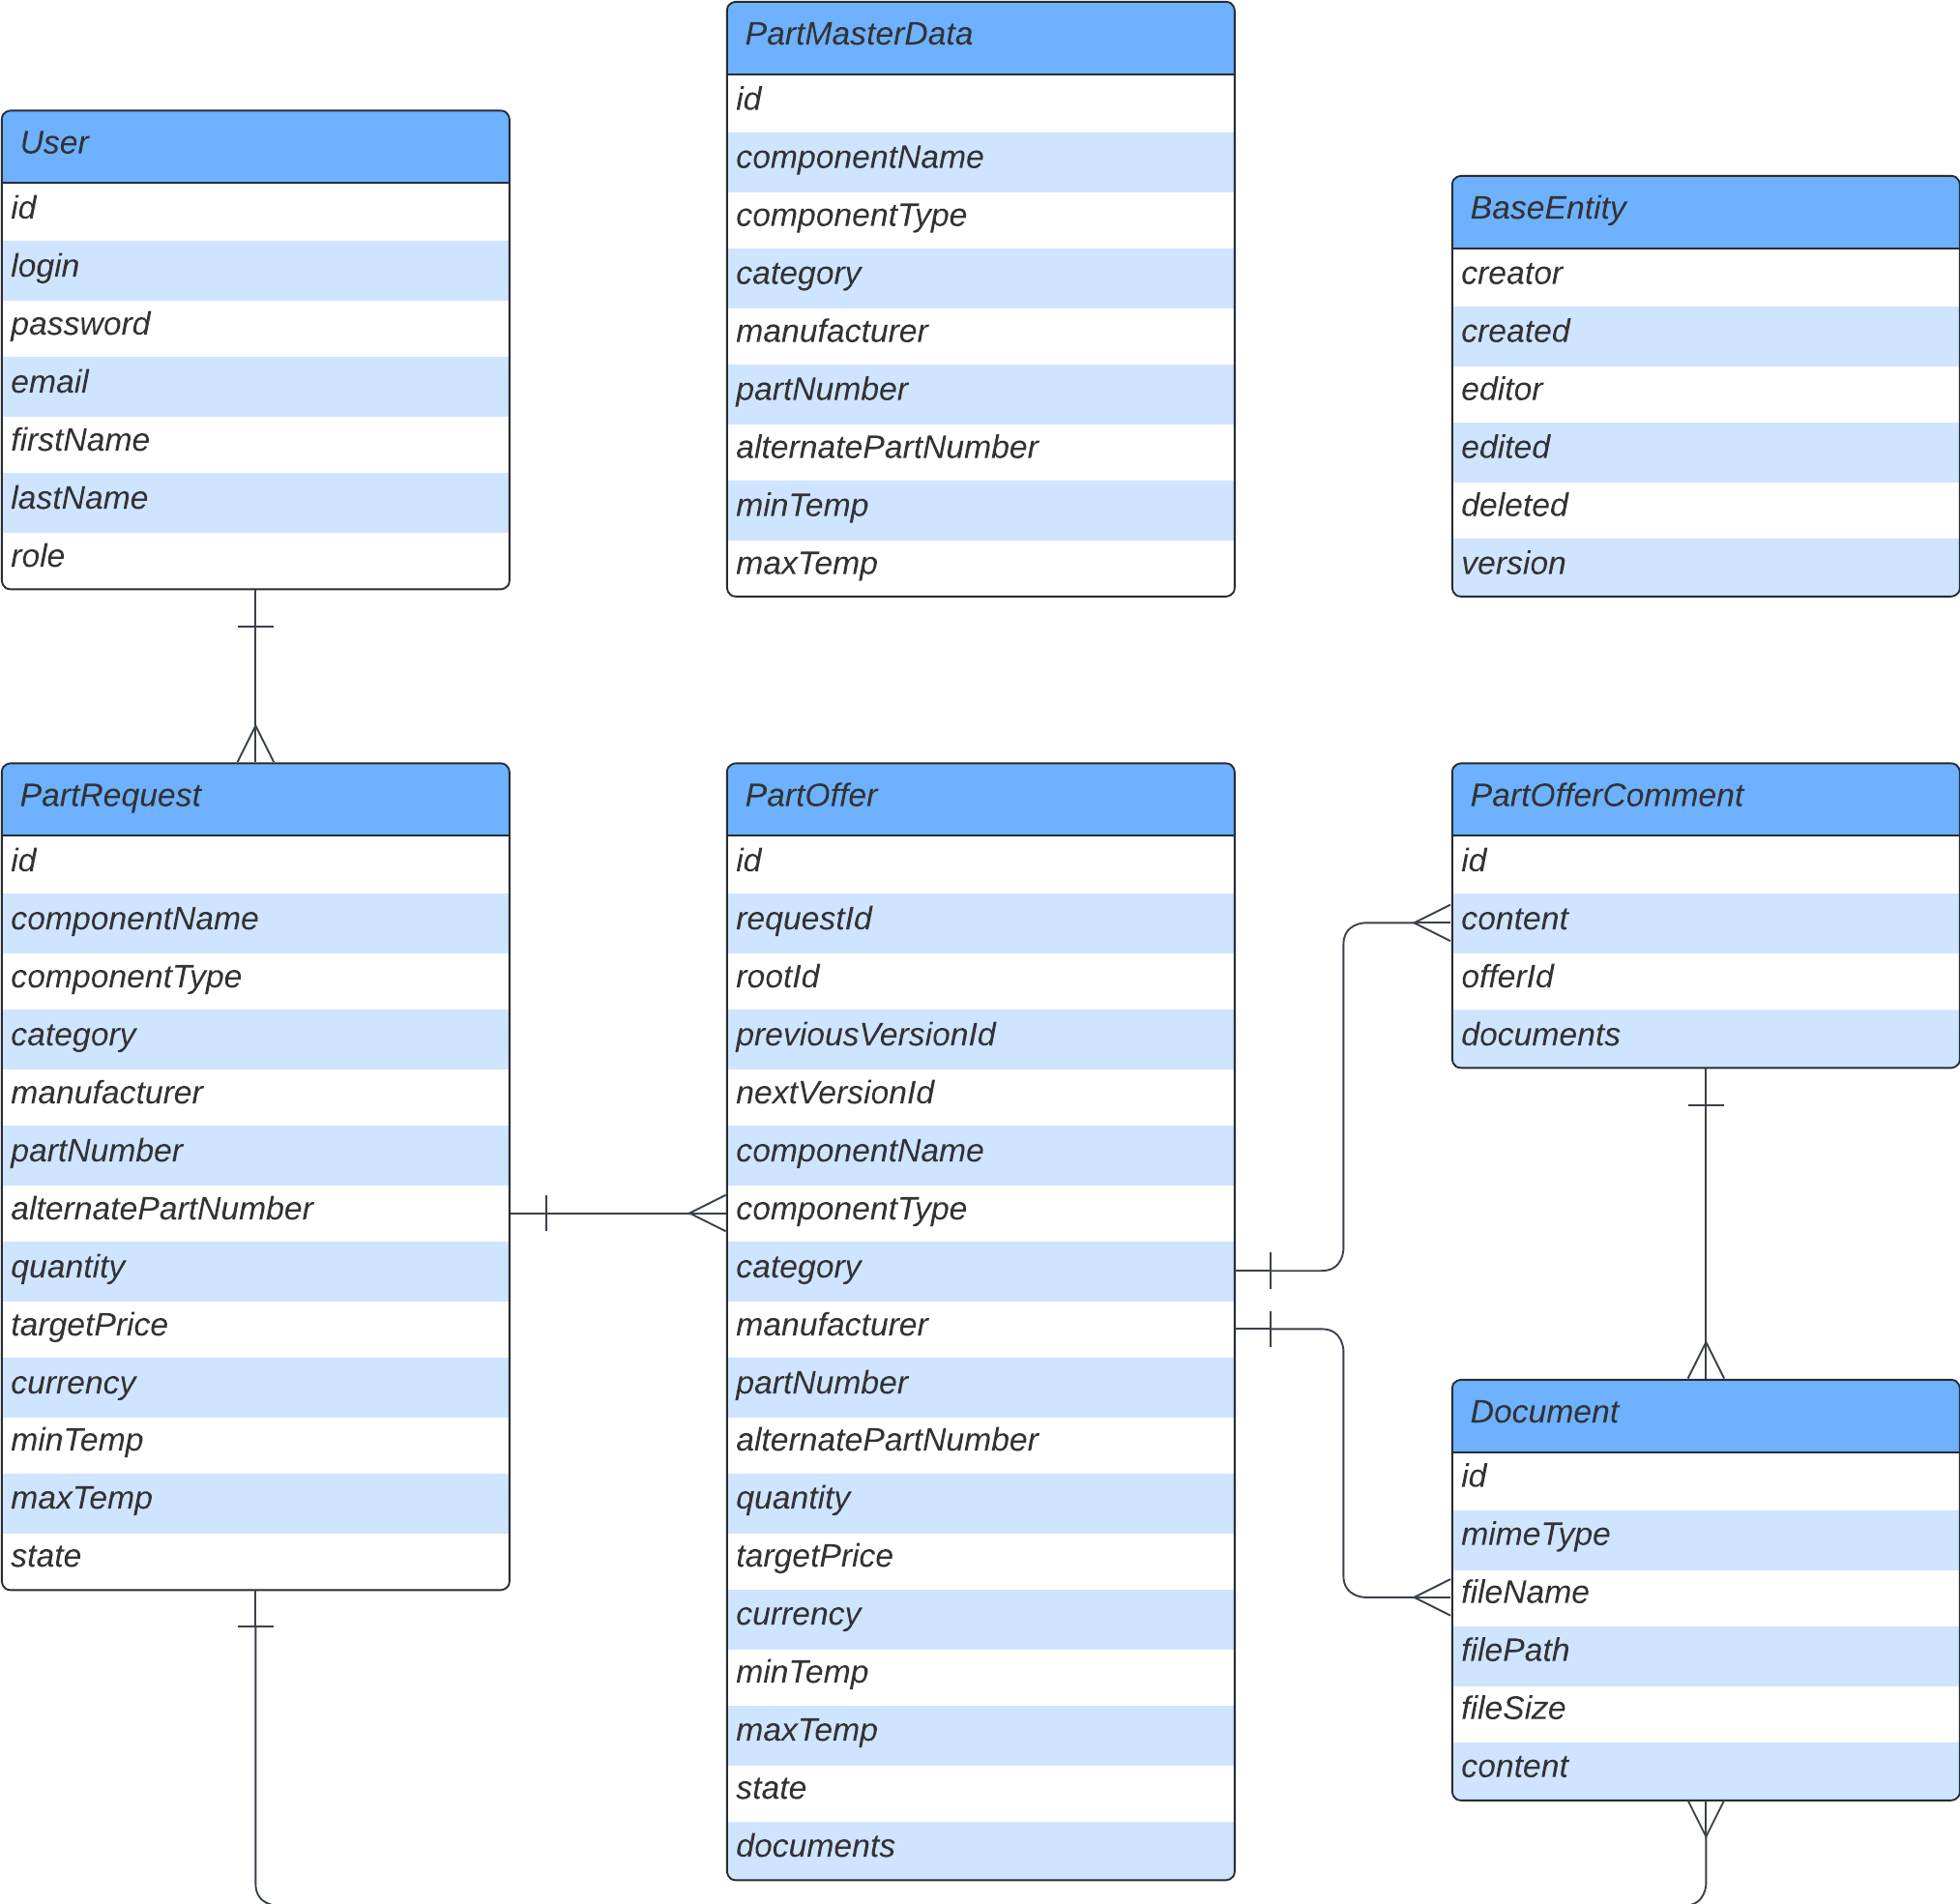 PartMasterData
id
componentName
componentType
category
manufacturer
partNumber
alternatePartNumber
minTemp
maxTemp
User
id
login
password
email
firstName
lastName
role
BaseEntity
creator
created
editor
edited
deleted
version
PartRequest
id
componentName
componentType
category
manufacturer
partNumber
alternatePartNumber
quantity
targetPrice
currency
minTemp
maxTemp
state
PartOffer
id
requestId
rootId
previousVersionId
nextVersionId
componentName
componentType
category
manufacturer
partNumber
alternatePartNumber
quantity
targetPrice
currency
minTemp
maxTemp
state
documents
PartOfferComment
id
content
offerId
documents
Document
id
mimeType
fileName
filePath
fileSize
content